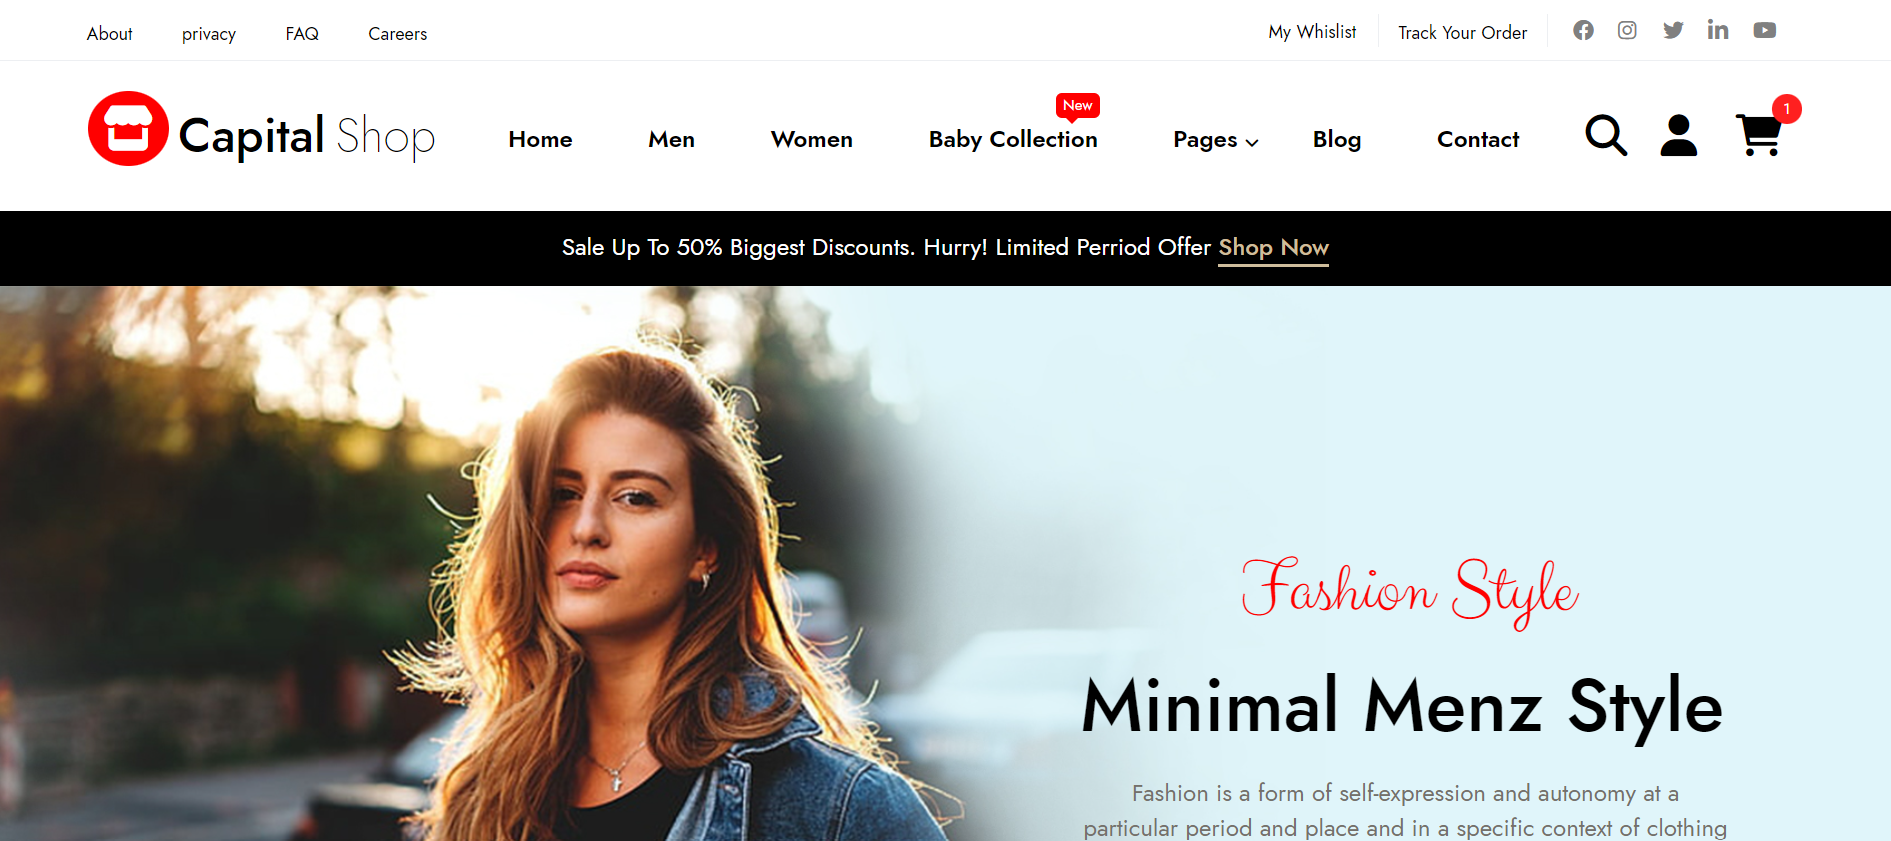 About privacy FAQ Careers My Whislist Track Your Order
New 1
Capital Shop Home Men Women Baby Collection Pages Blog Contact
Sale Up To 50% Biggest Discounts. Hurry! Limited Perriod Offer Shop Now
Fashion Style
Minimal Menz Style
Fashion is a form of self-expression and autonomy at a
particular period and place and in a specific context of clothing